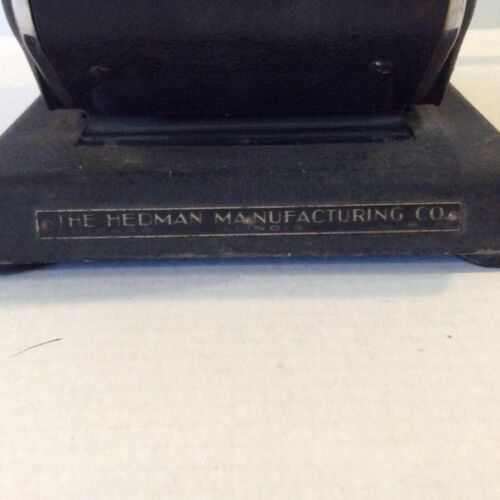 THE HEDMAN MANUFACTURING CO.